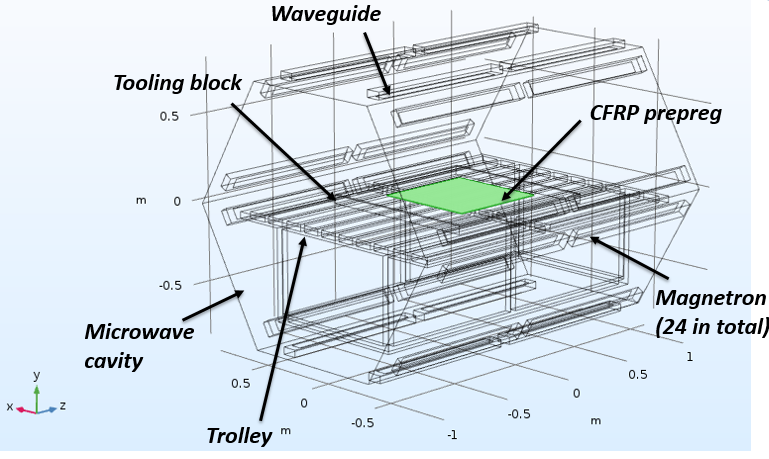 Waveguide
Tooling block
CFRP prepreg
0.5
m
0
-0.5
Magnetron
(24 in total)
Microwave
cavity
1
0.5
0
m
-0.5
-1
0.5
0
-0.5
m
Trolley
y
x
z